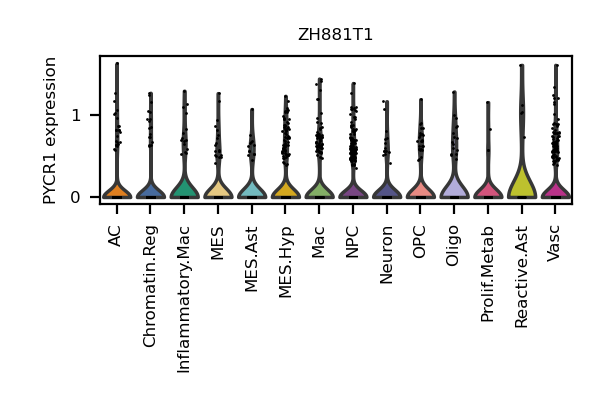 ZH881T1
PYCR1 expression
1
0
AC
Chromatin.Reg
Inflammatory.Mac
MES
MES.Ast
MES.Hyp
Mac
NPC
Neuron
OPC
Oligo
Prolif.Metab
Reactive.Ast
Vasc